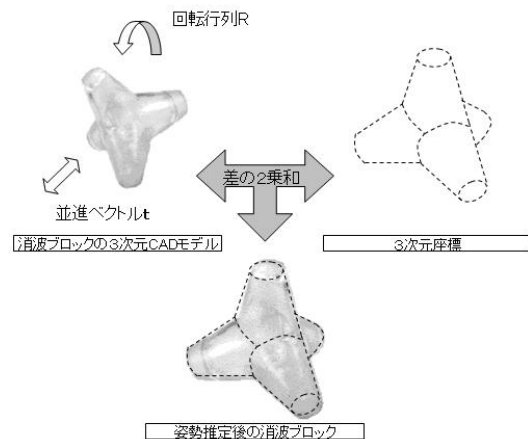 回転行列R
並進ベクトルt
差の2乗和
消波ブロックの3次元CADモデル
3次元座標
姿勢推定後の消波ブロック